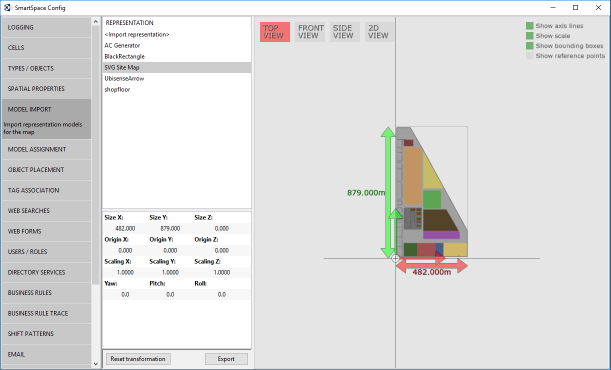 SmartSpace Config
LOGGING
CELLS
TYPES / OBJECTS
SPATIAL PROPERTIES
MODEL IMPORT
Import representation models
for the map
MODEL ASSIGNMENT
OBJECT PLACEMENT
TAG ASSOCIATION
WEB SEARCHES
WEB FORMS
USERS / ROLES
DIRECTORY SERVICES
BUSINESS RULES
BUSINESS RULE TRACE
SHIFT PATTERNS
EMAIL
REPRESENTATION
<Import representation>
AC Generator
BlackRectangle
SVG Site Map
UbisenseArrow
shopfloor
Size X: Size Y: Size Z:
482.000 879.000 0.000
Origin X: Origin Y: Origin Z:
0.000 0.000 0.000
Scaling X: Scaling Y: Scaling Z:
1.0000 1.0000 1.0000
Yaw: Pitch: Roll:
0.0 0.0 0.0
Reset transformation Export
TOP VIEW
FRONT VIEW
SIDE VIEW
2D VIEW
Show axis lines
Show scale
Show bounding boxes
Show reference points
879.000m
482.000m